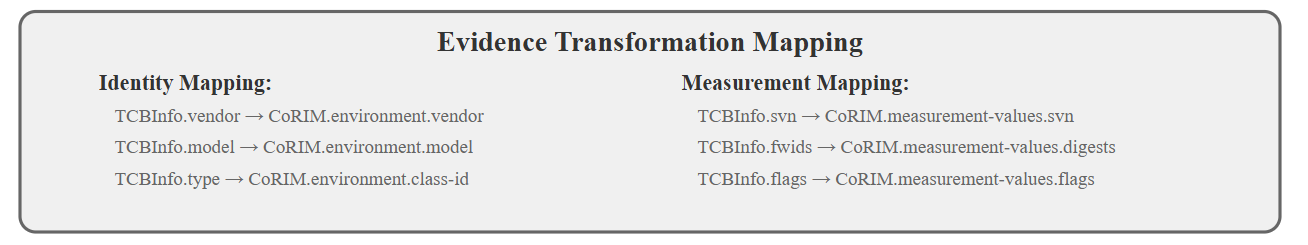 Evidence Transformation Mapping
Identity Mapping:
TCBInfo.vendor → CoRIM.environment.vendor
TCBInfo.model → CoRIM.environment.model
TCBInfo.type → CoRIM.environment.class-id
Measurement Mapping:
TCBInfo.svn → CoRIM.measurement-values.svn
TCBInfo.fwids → CoRIM.measurement-values.digests
TCBInfo.flags → CoRIM.measurement-values.flags